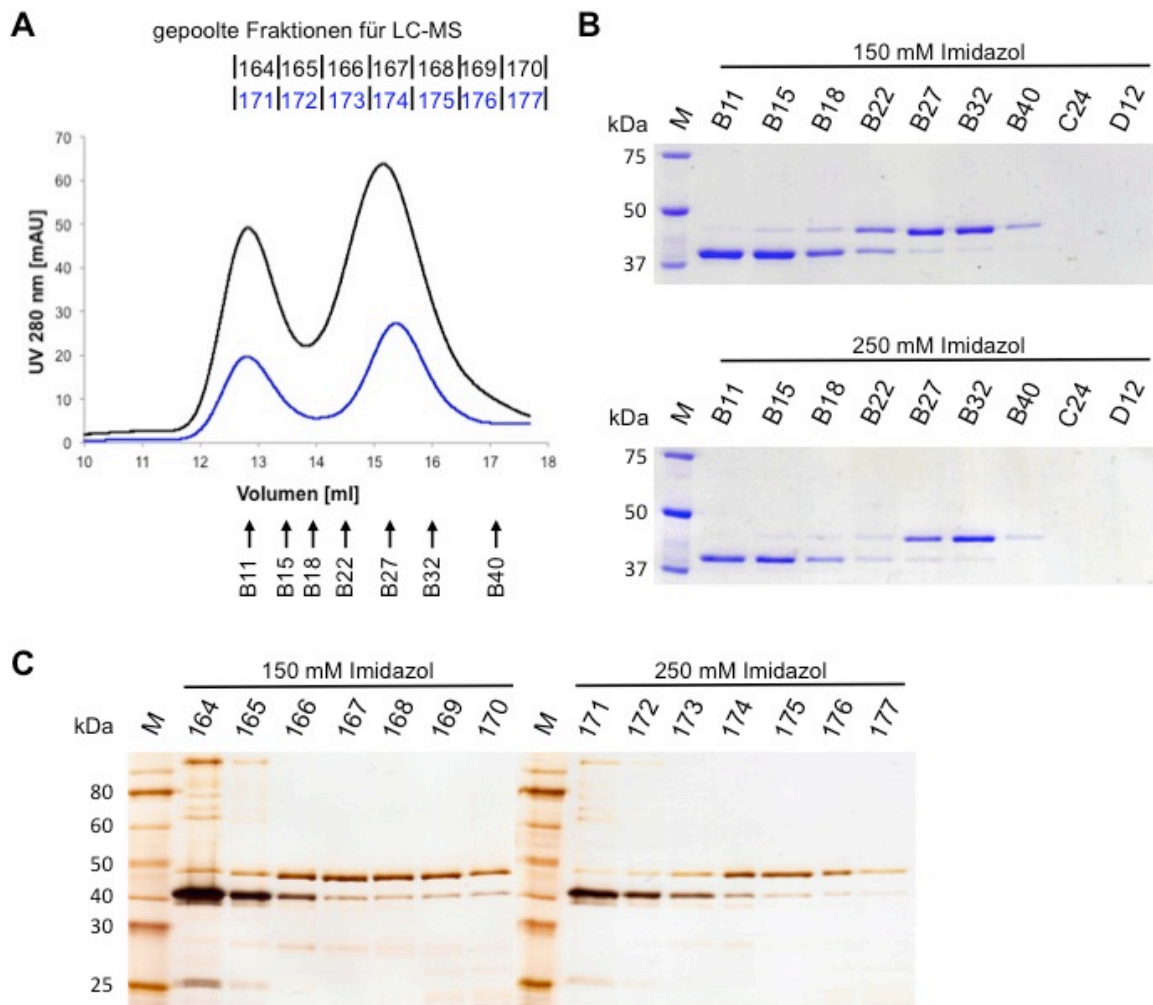 A
gepoolte Fraktionen für LC-MS
|164|165|166|167|168|169|170|
|171|172|173|174|175|176|177|
70
60
50
40
30
20
10
0
UV 280 nm [mAU]
10 11 12 13 14 15 16 17 18
Volumen [ml]
B11 B15 B18 B22 B27 B32 B40
B
150 mM Imidazol
kDa M B11 B15 B18 B22 B27 B32 B40 C24 D12
75
50
37
250 mM Imidazol
kDa M B11 B15 B18 B22 B27 B32 B40 C24 D12
75
50
37
C
150 mM Imidazol 250 mM Imidazol
kDa M 164 165 166 167 168 169 170 M 171 172 173 174 175 176 177
80
60
50
40
30
25